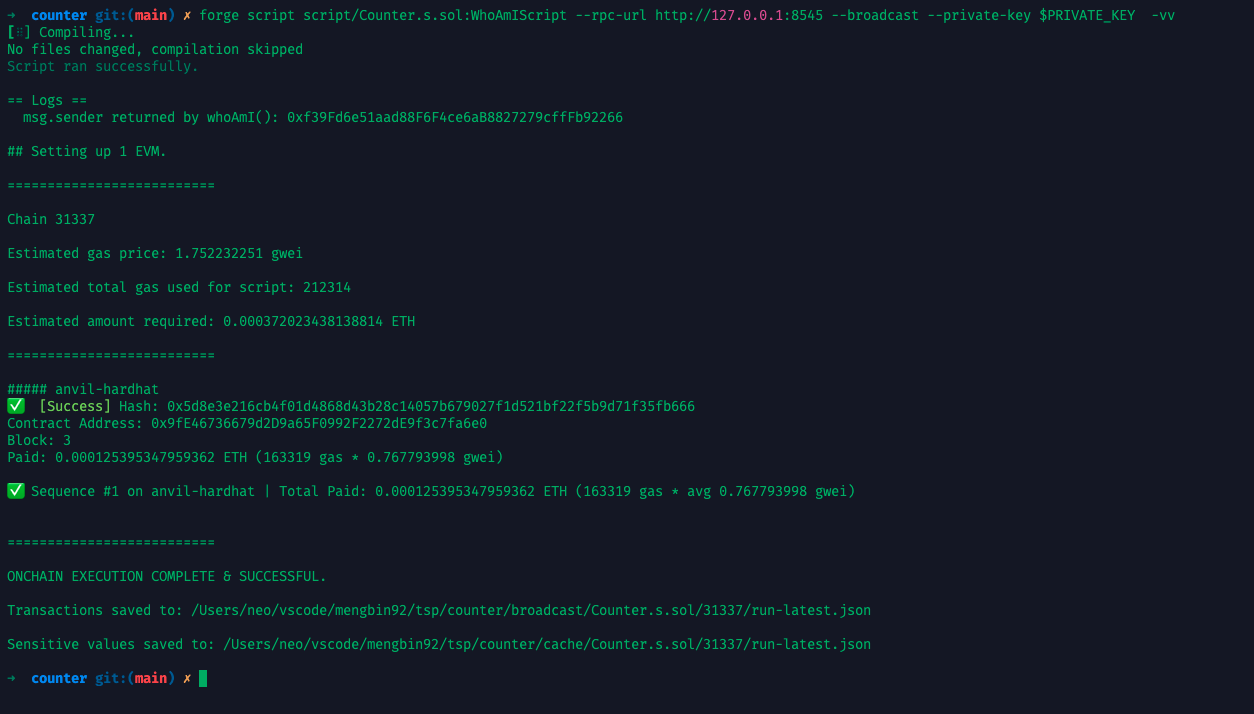 →  counter git:(main) ✗ forge script script/Counter.s.sol:WhoAmIScript --rpc-url http://127.0.0.1:8545 --broadcast --private-key $PRIVATE_KEY  -vv
[⠿] Compiling...
No files changed, compilation skipped
Script ran successfully.
== Logs ==
  msg.sender returned by whoAmI(): 0xf39Fd6e51aad88F6F4ce6aB8827279cffFb92266
## Setting up 1 EVM.
==========================
Chain 31337
Estimated gas price: 1.752232251 gwei
Estimated total gas used for script: 212314
Estimated amount required: 0.000372023438138814 ETH
==========================
##### anvil-hardhat
✅  [Success] Hash: 0x5d8e3e216cb4f01d4868d43b28c14057b679027f1d521bf22f5b9d71f35fb666
Contract Address: 0x9fE46736679d2D9a65F0992F2272dE9f3c7fa6e0
Block: 3
Paid: 0.000125395347959362 ETH (163319 gas * 0.767793998 gwei)
✅ Sequence #1 on anvil-hardhat | Total Paid: 0.000125395347959362 ETH (163319 gas * avg 0.767793998 gwei)
==========================
ONCHAIN EXECUTION COMPLETE & SUCCESSFUL.
Transactions saved to: /Users/neo/vscode/mengbin92/tsp/counter/broadcast/Counter.s.sol/31337/run-latest.json
Sensitive values saved to: /Users/neo/vscode/mengbin92/tsp/counter/cache/Counter.s.sol/31337/run-latest.json
→  counter git:(main) ✗